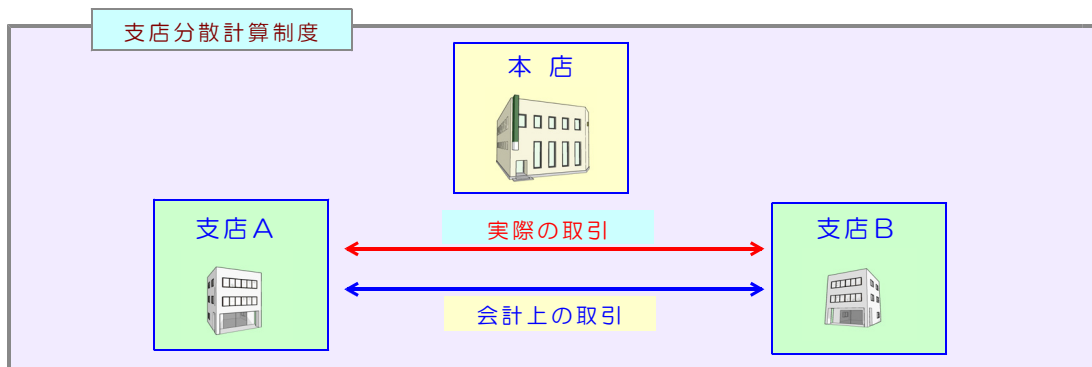 支店分散計算制度
本店
支店A
実際の取引
支店B
会計上の取引